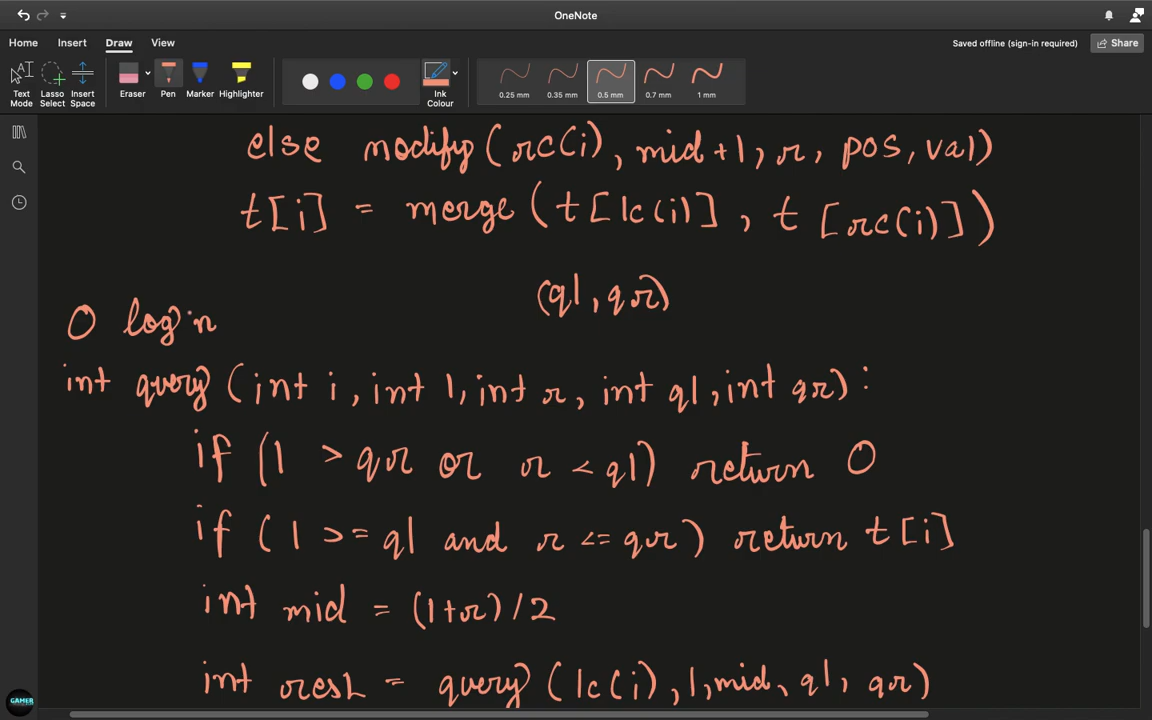 OneNote
Home Insert Draw View Saved offline (sign-in required) Share
Text Mode Lasso Select Insert Space Eraser Pen Marker Highlighter Ink Colour 0.25 mm 0.35 mm 0.5 mm 0.7 mm 1 mm
else modify (rc(i), mid+1, r, pos, val)
t[i] = merge (t[lc(i)], t[rc(i)])
(ql, qr)
O logn
int query (int i, int l, int r, int ql, int qr):
if (l > qr or r < ql) return 0
if (l >= ql and r <= qr) return t[i]
int mid = (l+r)/2
int resL = query (lc(i), l, mid, ql, qr)
GAMER